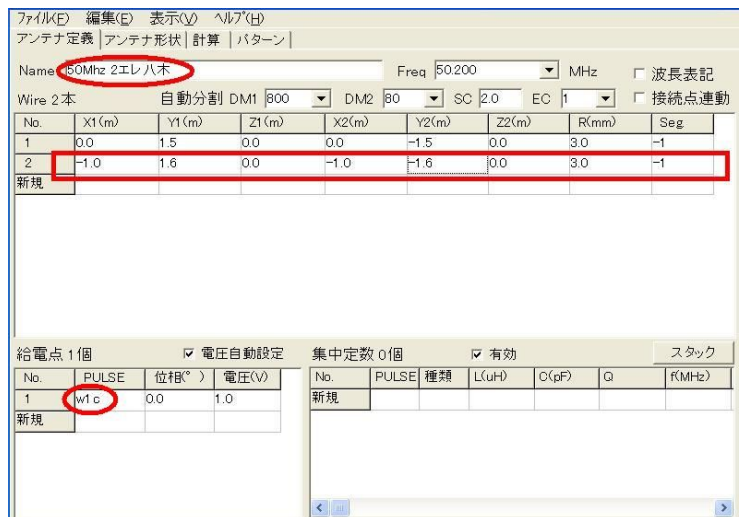 ファイル(F) 編集(E) 表示(V) ヘルプ(H)
アンテナ定義 アンテナ形状 計算 パターン
Name 50Mhz 2エレ八木 Freq 50.200 MHz 波長表記
Wire 2本 自動分割 DM1 800 DM2 80 SC 2.0 EC 1 接続点連動
No. X1(m) Y1(m) Z1(m) X2(m) Y2(m) Z2(m) R(mm) Seg
1 0.0 1.5 0.0 0.0 -1.5 0.0 3.0 -1
2 -1.0 1.6 0.0 -1.0 -1.6 0.0 3.0 -1
新規
給電点 1個 電圧自動設定
No. PULSE 位相(°) 電圧(V)
1 w1c 0.0 1.0
新規
集中定数 0個 有効 スタック
No. PULSE 種類 L(uH) C(pF) Q f(MHz)
新規